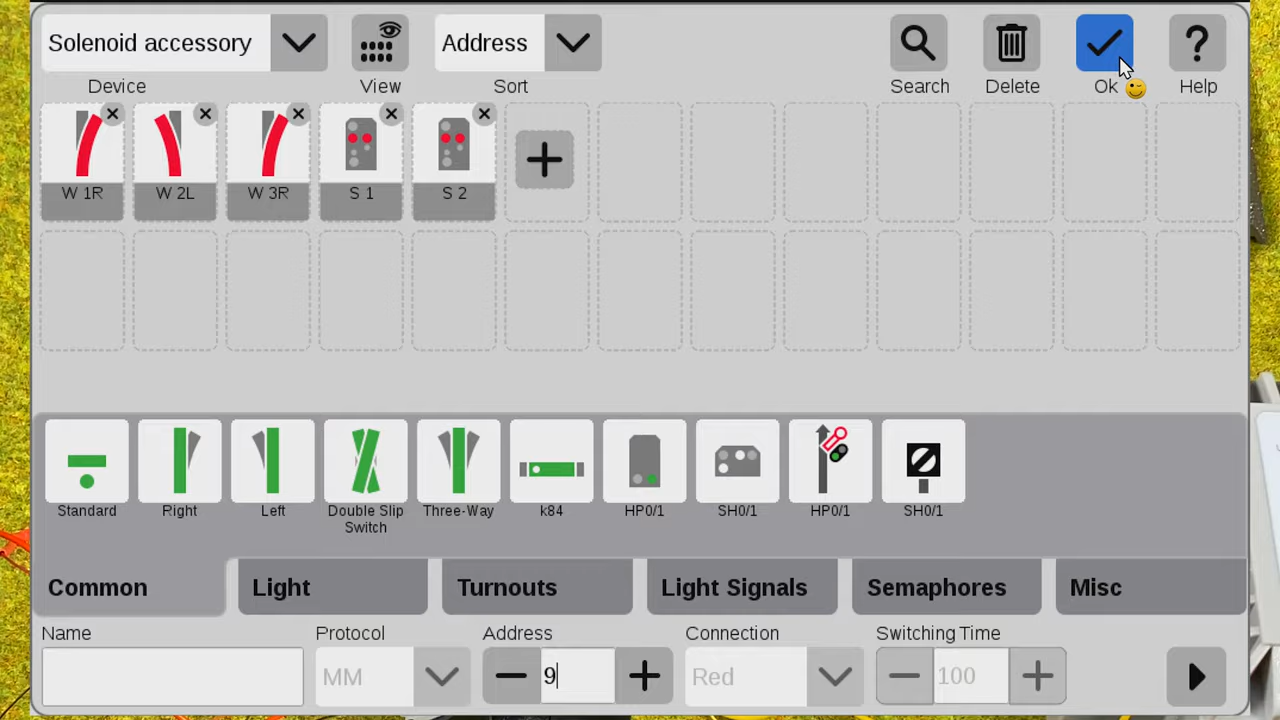 Solenoid accessory
Address
Device
View
Sort
Search
Delete
Ok
Help
W 1R
W 2L
W 3R
S 1
S 2
Standard
Right
Left
Double Slip
Switch
Three-Way
k84
HP0/1
SH0/1
HP0/1
SH0/1
Common
Light
Turnouts
Light Signals
Semaphores
Misc
Name
Protocol
Address
Connection
Switching Time
MM
9
Red
100